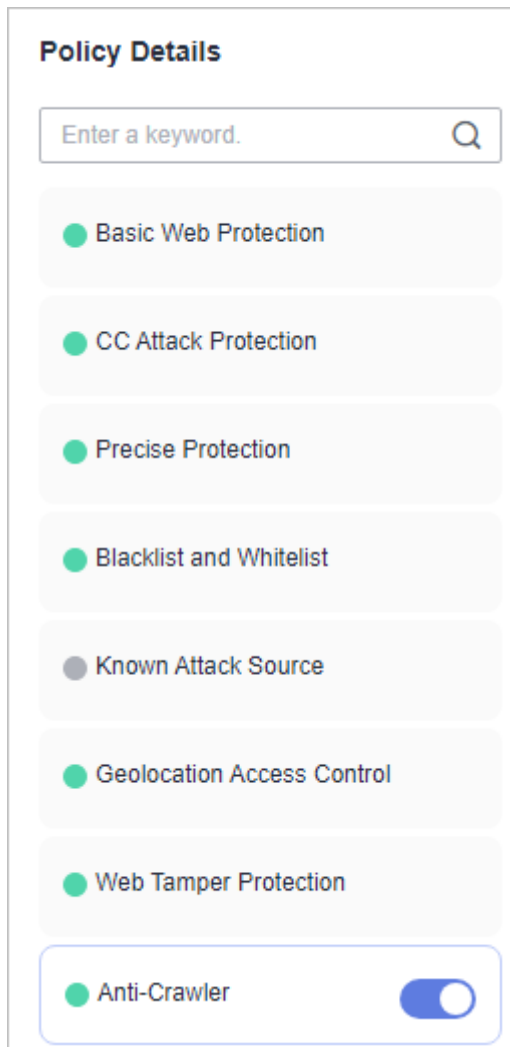 Policy Details
Enter a keyword.
Basic Web Protection
CC Attack Protection
Precise Protection
Blacklist and Whitelist
Known Attack Source
Geolocation Access Control
Web Tamper Protection
Anti-Crawler